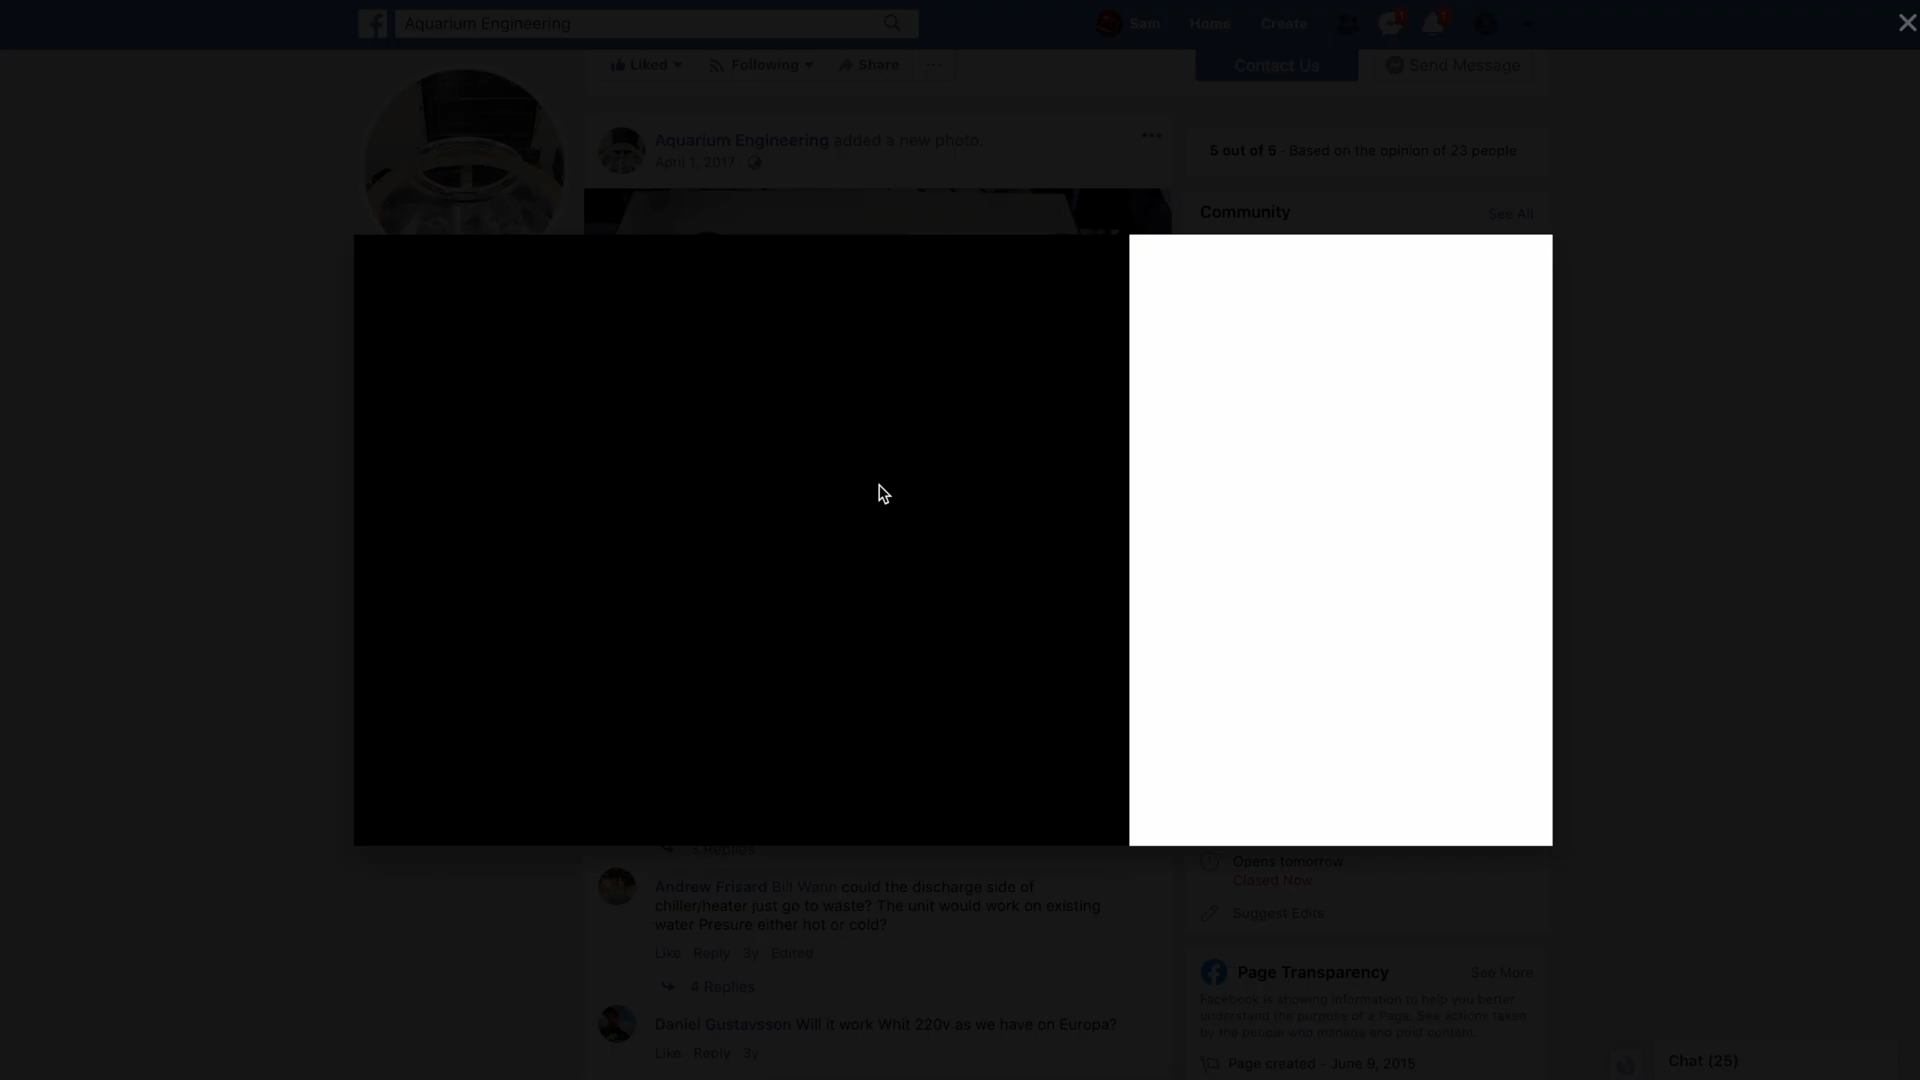 Aquarium Engineering
Sam
Home
Create
Liked
Following
Share
Contact Us
Send Message
Aquarium Engineering added a new photo.
April 1, 2017
5 out of 5 · Based on the opinion of 23 people
Community
See All
3 Replies
Andrew Frisard Bill Wann could the discharge side of
chiller/heater just go to waste? The unit would work on existing
water Presure either hot or cold?
Like Reply 3y Edited
4 Replies
Daniel Gustavsson Will it work Whit 220v as we have on Europa?
Like Reply 3y
Opens tomorrow
Closed Now
Suggest Edits
Page Transparency
See More
Facebook is showing information to help you better
understand the purpose of a Page. See actions taken
by the people who manage and post content.
Page created - June 9, 2015
Chat (25)